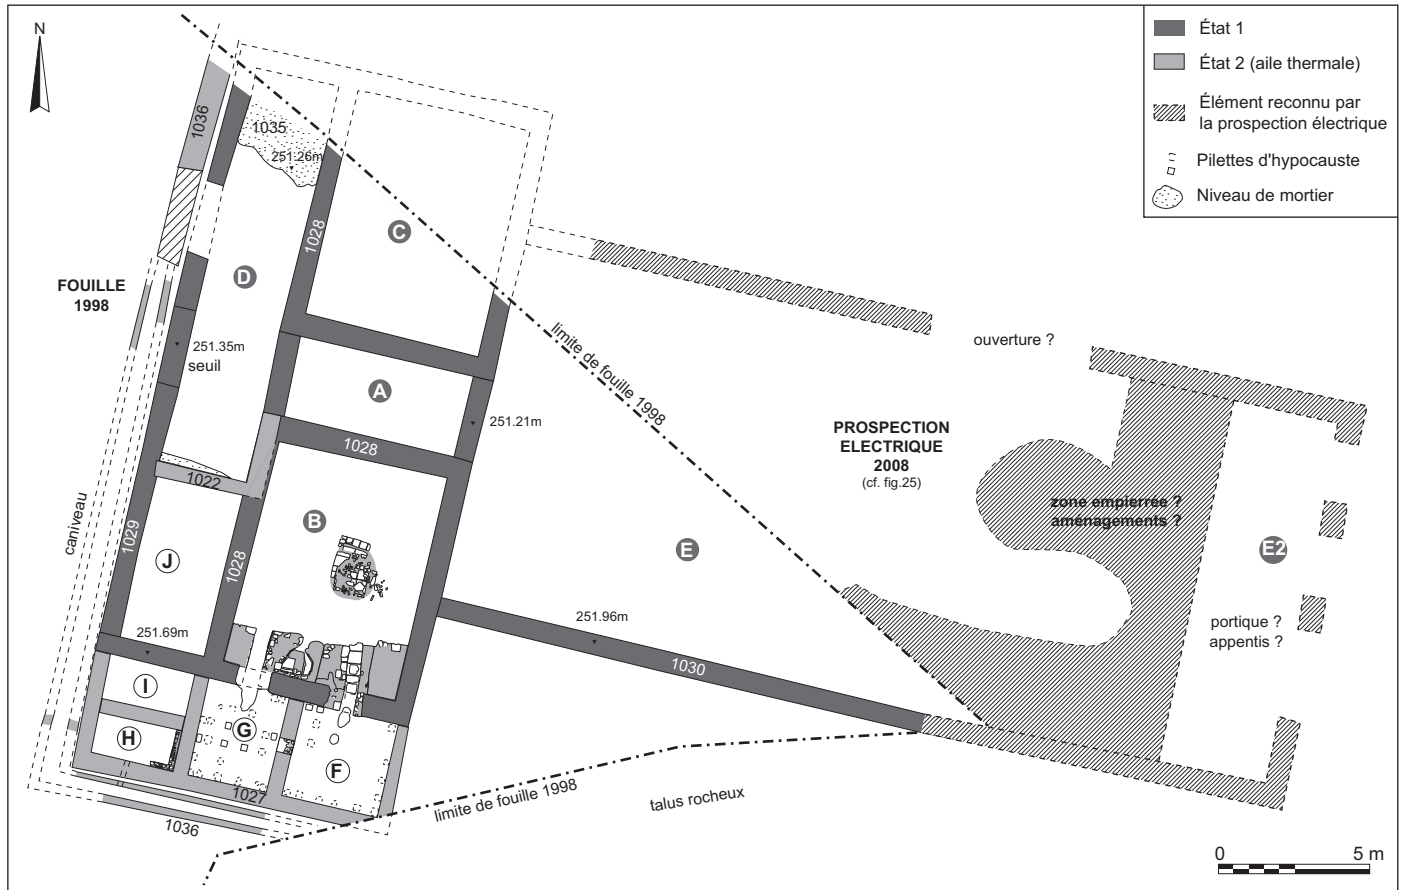 N
État 1
État 2 (aile thermale)
Élément reconnu par
la prospection électrique
Pilettes d'hypocauste
Niveau de mortier
1036
1035
251.26m
1028
C
D
FOUILLE
1998
251.35m
seuil
A
251.21m
limite de fouille 1998
ouverture ?
PROSPECTION
ELECTRIQUE
2008
(cf. fig.25)
1028
1022
caniveau
1029
J
1028
B
E
zone empierrée ?
aménagements ?
E2
portique ?
appentis ?
251.69m
251.96m
1030
I
H
G
F
1027
1036
limite de fouille 1998
talus rocheux
0 5 m